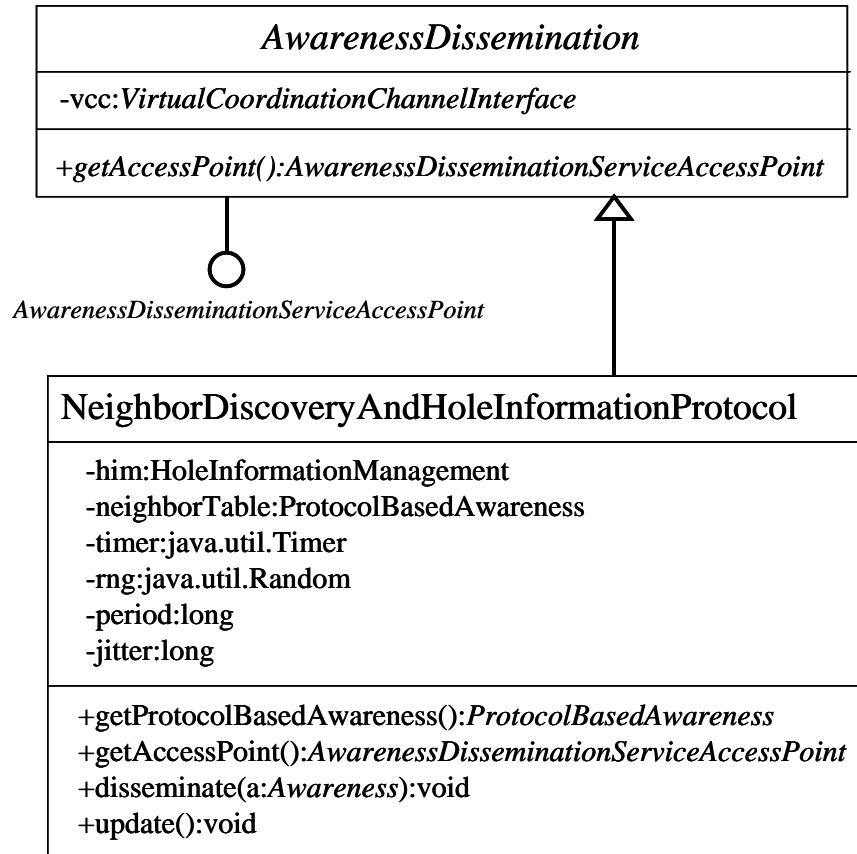 AwarenessDissemination
-vcc:VirtualCoordinationChannelInterface
+getAccessPoint():AwarenessDisseminationServiceAccessPoint
AwarenessDisseminationServiceAccessPoint
NeighborDiscoveryAndHoleInformationProtocol
-him:HoleInformationManagement
-neighborTable:ProtocolBasedAwareness
-timer:java.util.Timer
-rng:java.util.Random
-period:long
-jitter:long
+getProtocolBasedAwareness():ProtocolBasedAwareness
+getAccessPoint():AwarenessDisseminationServiceAccessPoint
+disseminate(a:Awareness):void
+update():void